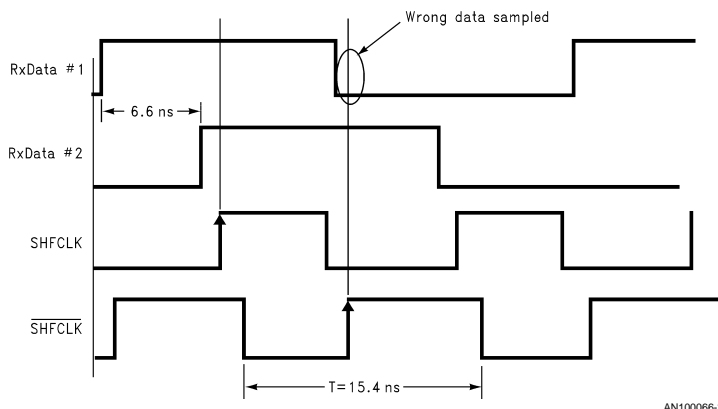 Wrong data sampled
RxData #1
6.6 ns
RxData #2
SHFCLK
SHFCLK
T=15.4 ns